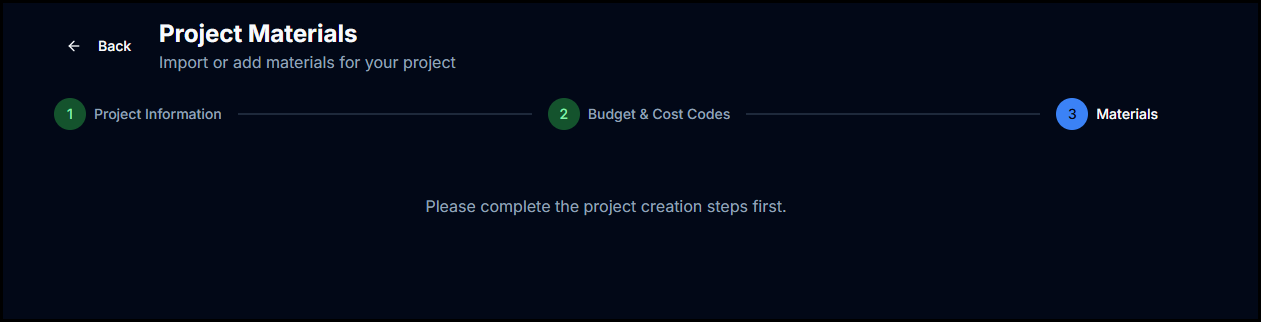 Back
Project Materials
Import or add materials for your project
1 Project Information
2 Budget & Cost Codes
3 Materials
Please complete the project creation steps first.